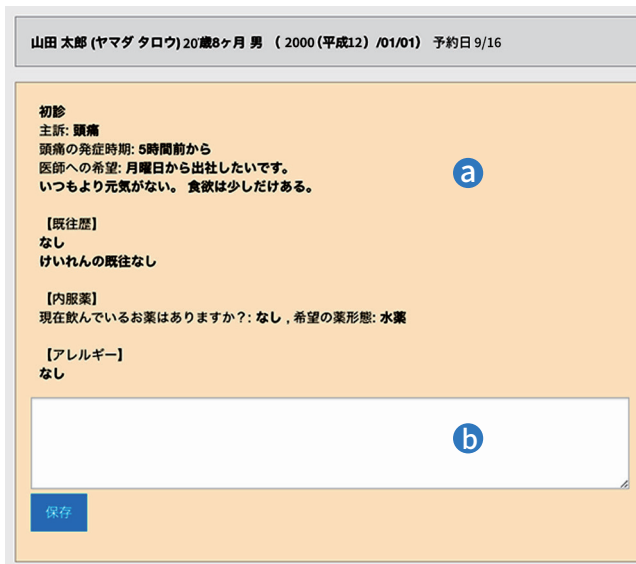 山田 太郎 (ヤマダ タロウ) 20歳8ヶ月 男 （ 2000 (平成12）/01/01） 予約日 9/16
初診
主訴: 頭痛
頭痛の発症時期: 5時間前から
医師への希望: 月曜日から出社したいです。
いつもより元気がない。 食欲は少しだけある。
ⓐ
【既往歴】
なし
けいれんの既往なし
【内服薬】
現在飲んでいるお薬はありますか？: なし , 希望の薬形態: 水薬
【アレルギー】
なし
ⓑ
保存